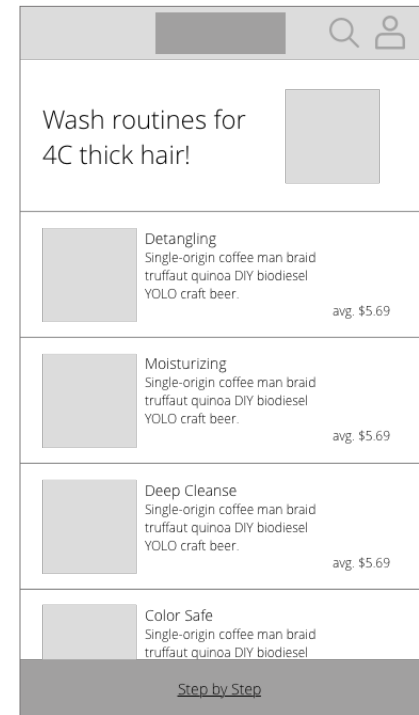 Wash routines for
4C thick hair!
Detangling
Single-origin coffee man braid
truffaut quinoa DIY biodiesel
YOLO craft beer.
avg. $5.69
Moisturizing
Single-origin coffee man braid
truffaut quinoa DIY biodiesel
YOLO craft beer.
avg. $5.69
Deep Cleanse
Single-origin coffee man braid
truffaut quinoa DIY biodiesel
YOLO craft beer.
avg. $5.69
Color Safe
Single-origin coffee man braid
truffaut quinoa DIY biodiesel
Step by Step